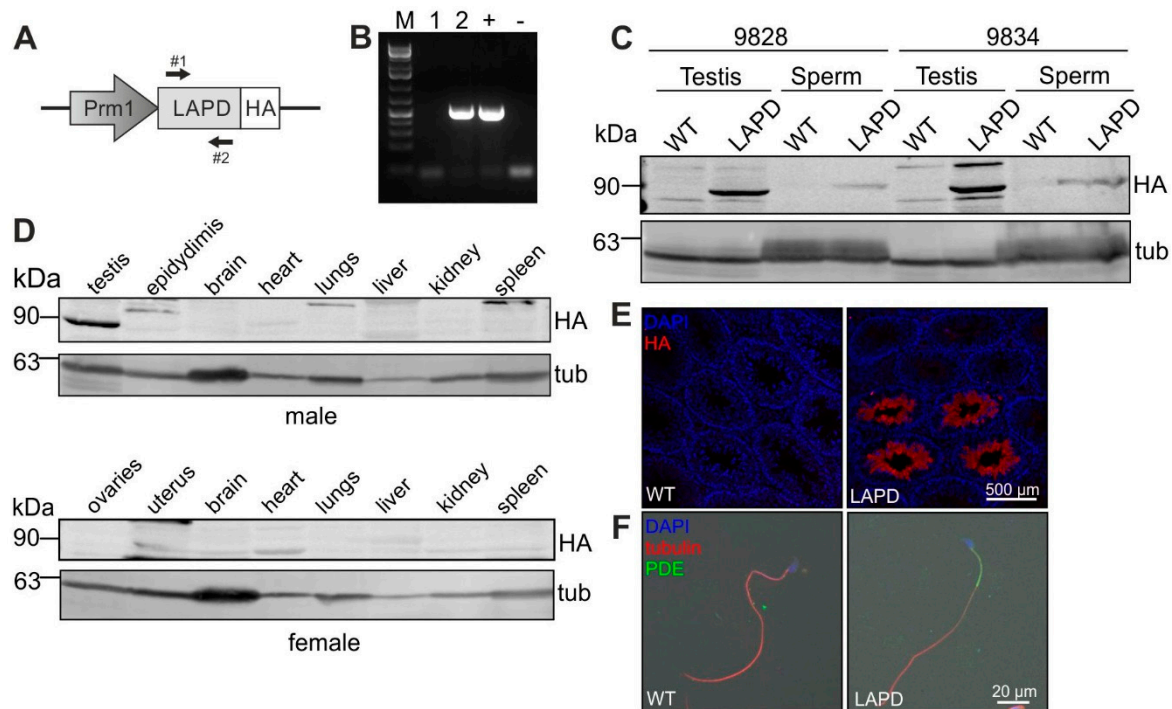 A
#1
Prm1
LAPD
HA
#2
B
M 1 2 + -
C
9828 9834
Testis Sperm Testis Sperm
kDa
WT LAPD WT LAPD WT LAPD WT LAPD
90
HA
63
tub
D
kDa
testis epidydimis brain heart lungs liver kidney spleen
90
HA
63
tub
male
kDa
ovaries uterus brain heart lungs liver kidney spleen
90
HA
63
tub
female
E
DAPI
HA
WT
LAPD
500 µm
F
DAPI
tubulin
PDE
WT
LAPD
20 µm